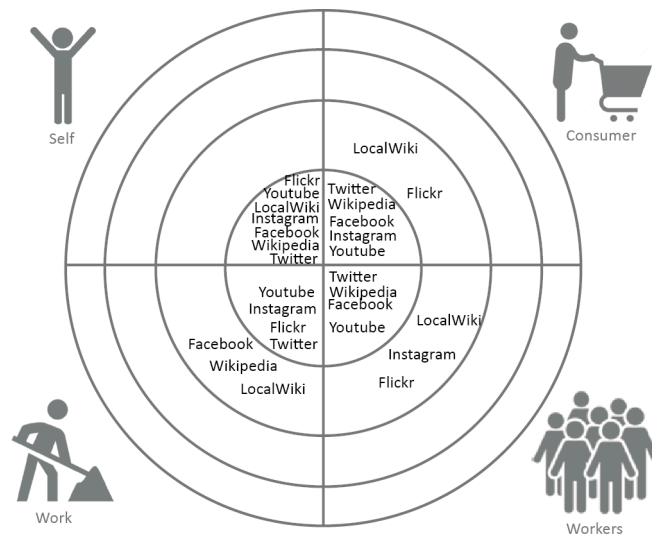 Self
Consumer
LocalWiki
Flickr
Flickr
Youtube
LocalWiki
Instagram
Facebook
Wikipedia
Twitter
Twitter
Wikipedia
Facebook
Instagram
Youtube
Youtube
Instagram
Flickr
Facebook
Twitter
Wikipedia
LocalWiki
Twitter
Wikipedia
Facebook
Youtube
LocalWiki
Instagram
Flickr
Work
Workers